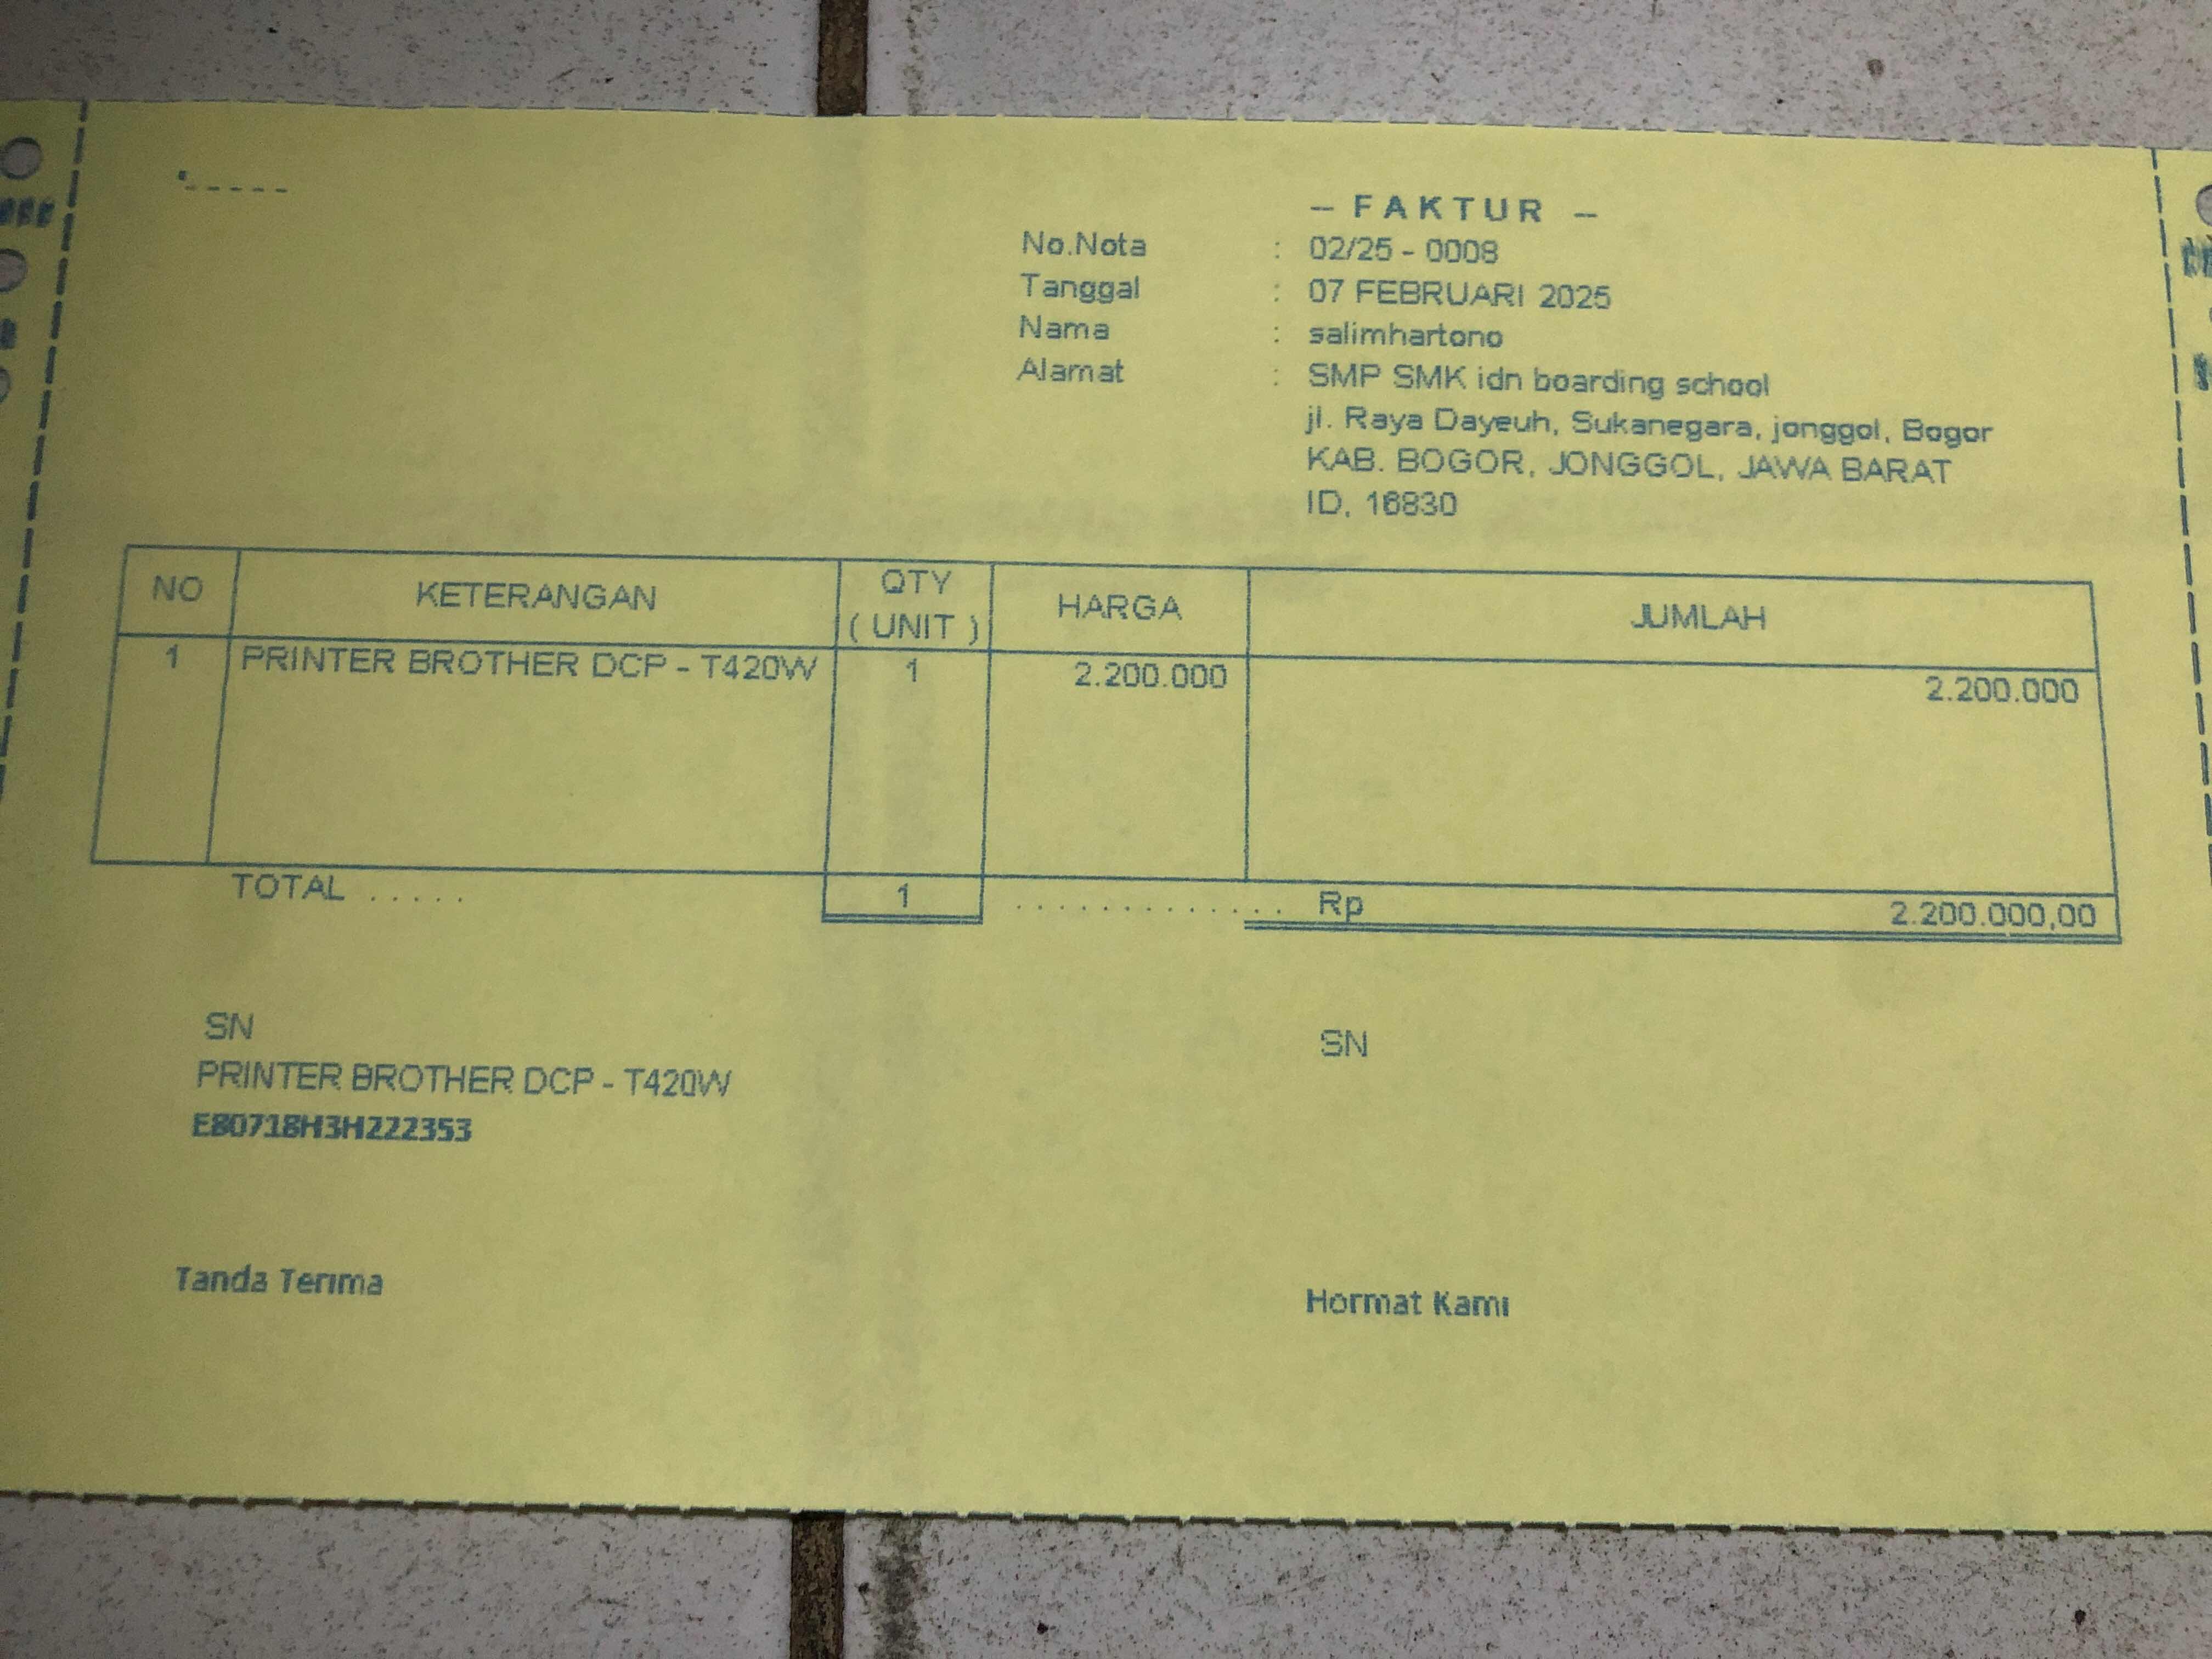 – FAKTUR –
No.Nota : 02/25 - 0008
Tanggal : 07 FEBRUARI 2025
Nama : salimhartono
Alamat : SMP SMK idn boarding school
jl. Raya Dayeuh, Sukanegara, jonggol, Bogor
KAB. BOGOR, JONGGOL, JAWA BARAT
ID, 16830
NO KETERANGAN QTY ( UNIT ) HARGA JUMLAH
1 PRINTER BROTHER DCP - T420W 1 2.200.000 2.200.000
TOTAL ..... 1 ............. Rp 2.200.000,00
SN SN
PRINTER BROTHER DCP - T420W
E80718H3H222353
Tanda Terima Hormat Kami